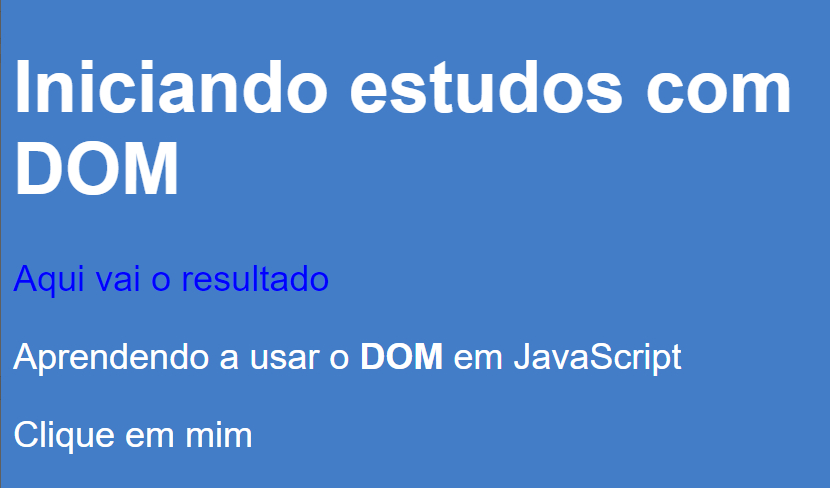 Iniciando estudos com
DOM
Aqui vai o resultado
Aprendendo a usar o DOM em JavaScript
Clique em mim